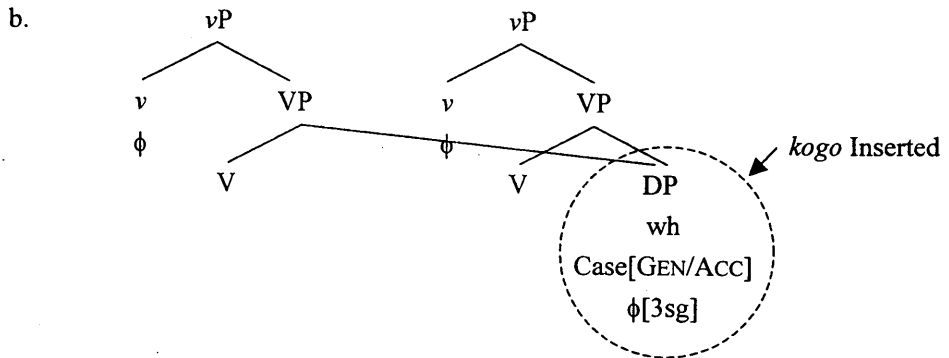 b.
vP vP
v VP v VP
ϕ ϕ kogo Inserted
V V DP
wh
Case[GEN/ACC]
ϕ[3sg]